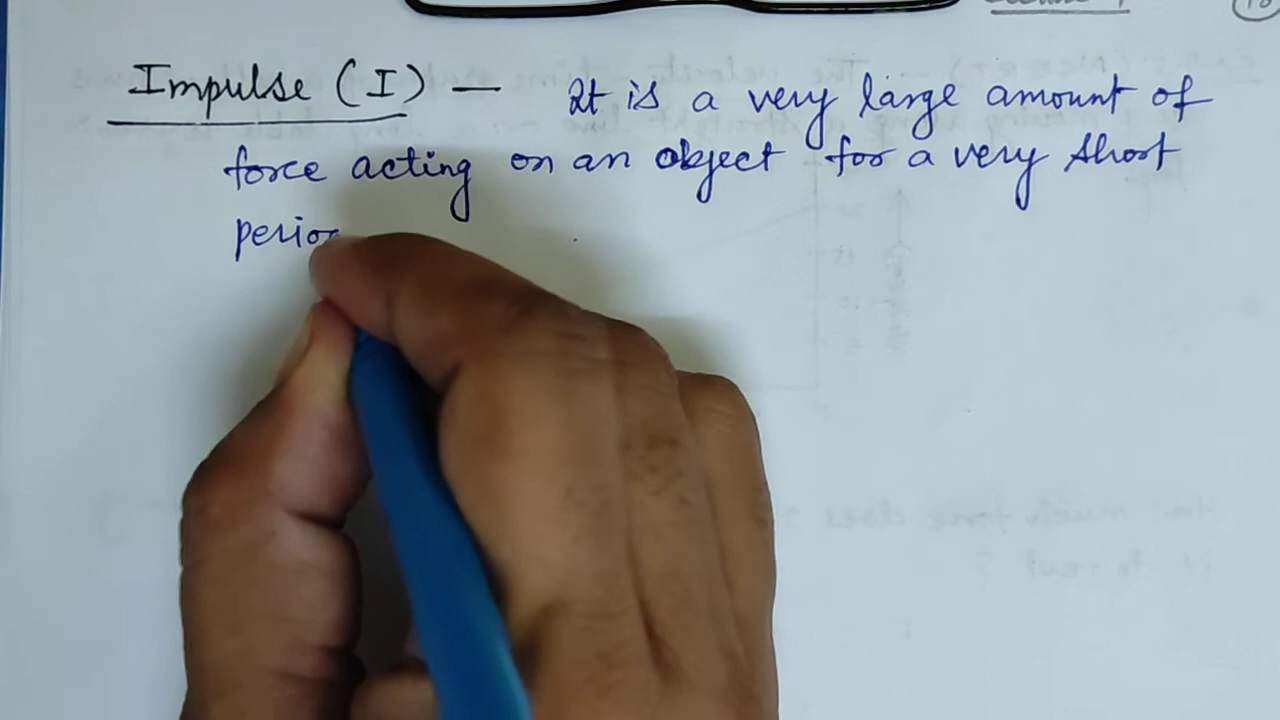 Impulse (I) — It is a very large amount of
force acting on an object for a very short
perio